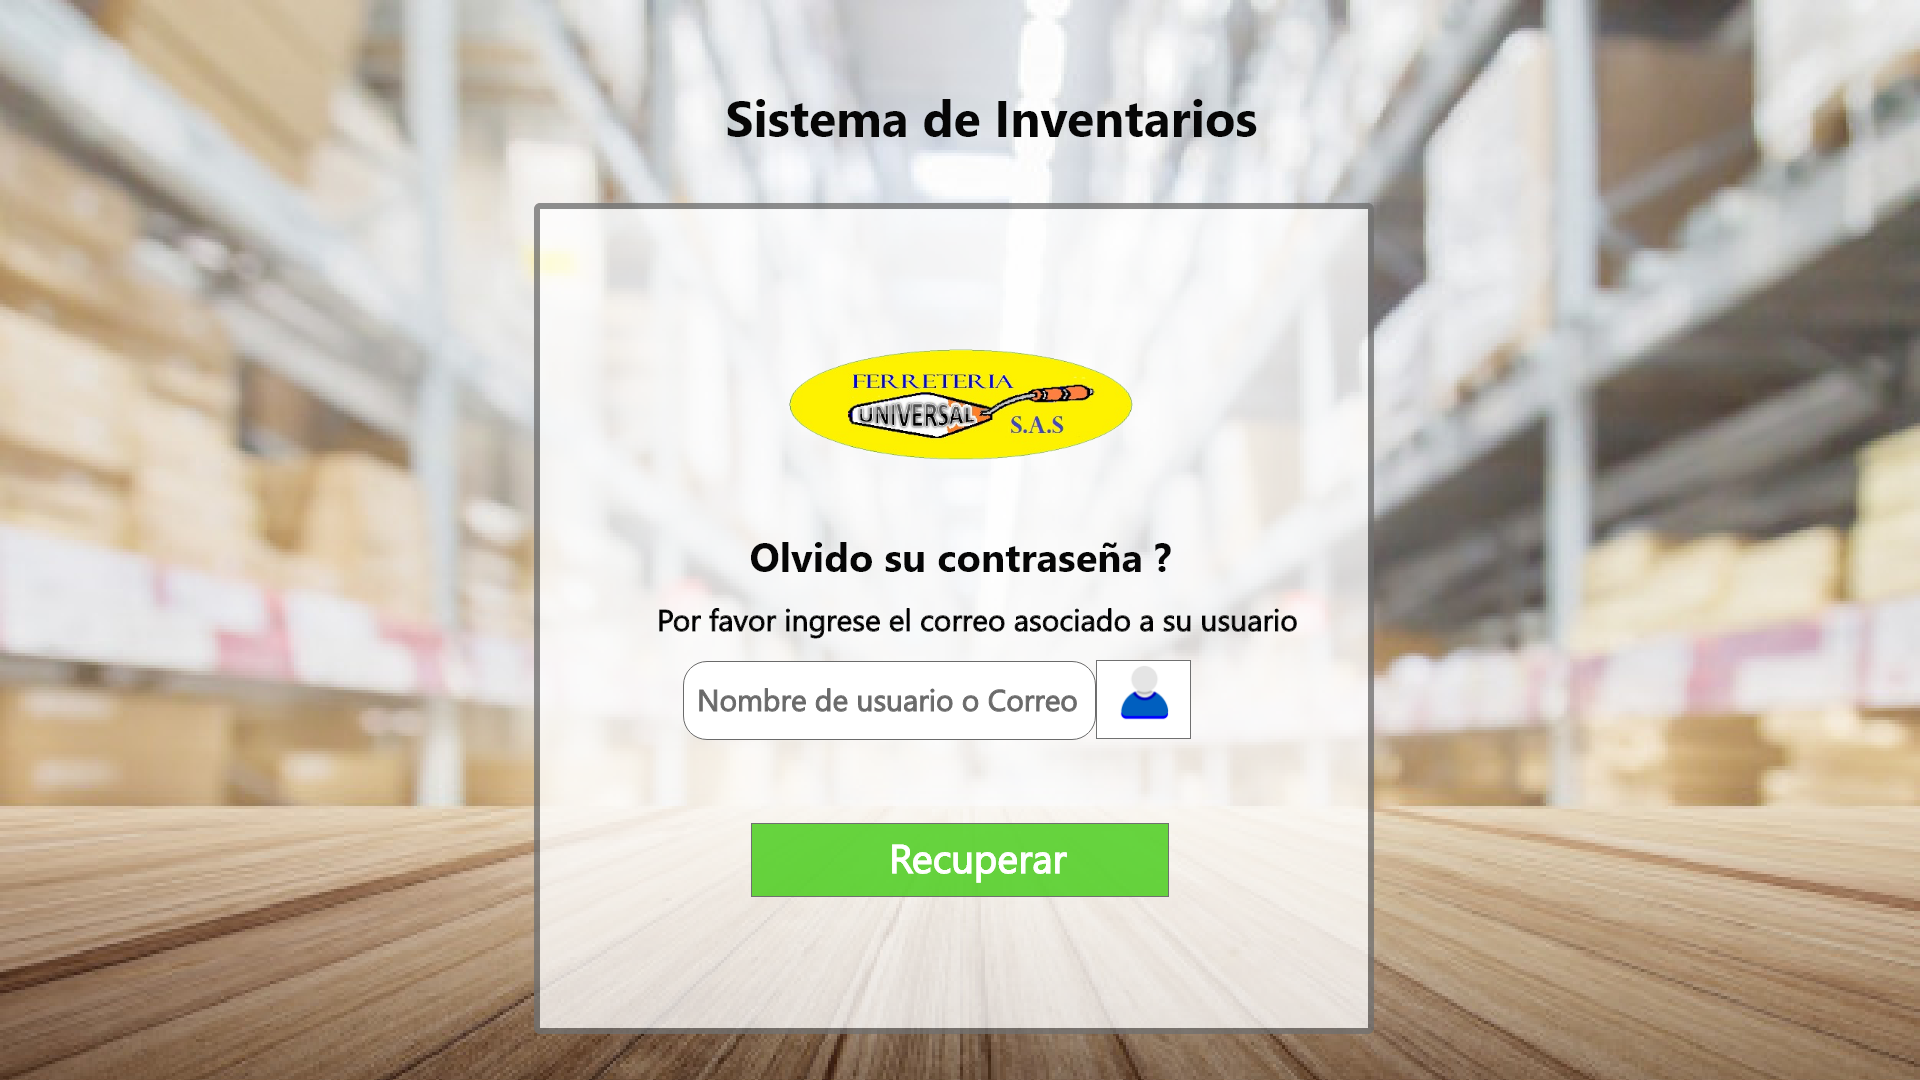 Sistema de Inventarios
FERRETERIA
UNIVERSAL
S.A.S
Olvido su contraseña ?
Por favor ingrese el correo asociado a su usuario
Nombre de usuario o Correo
Recuperar